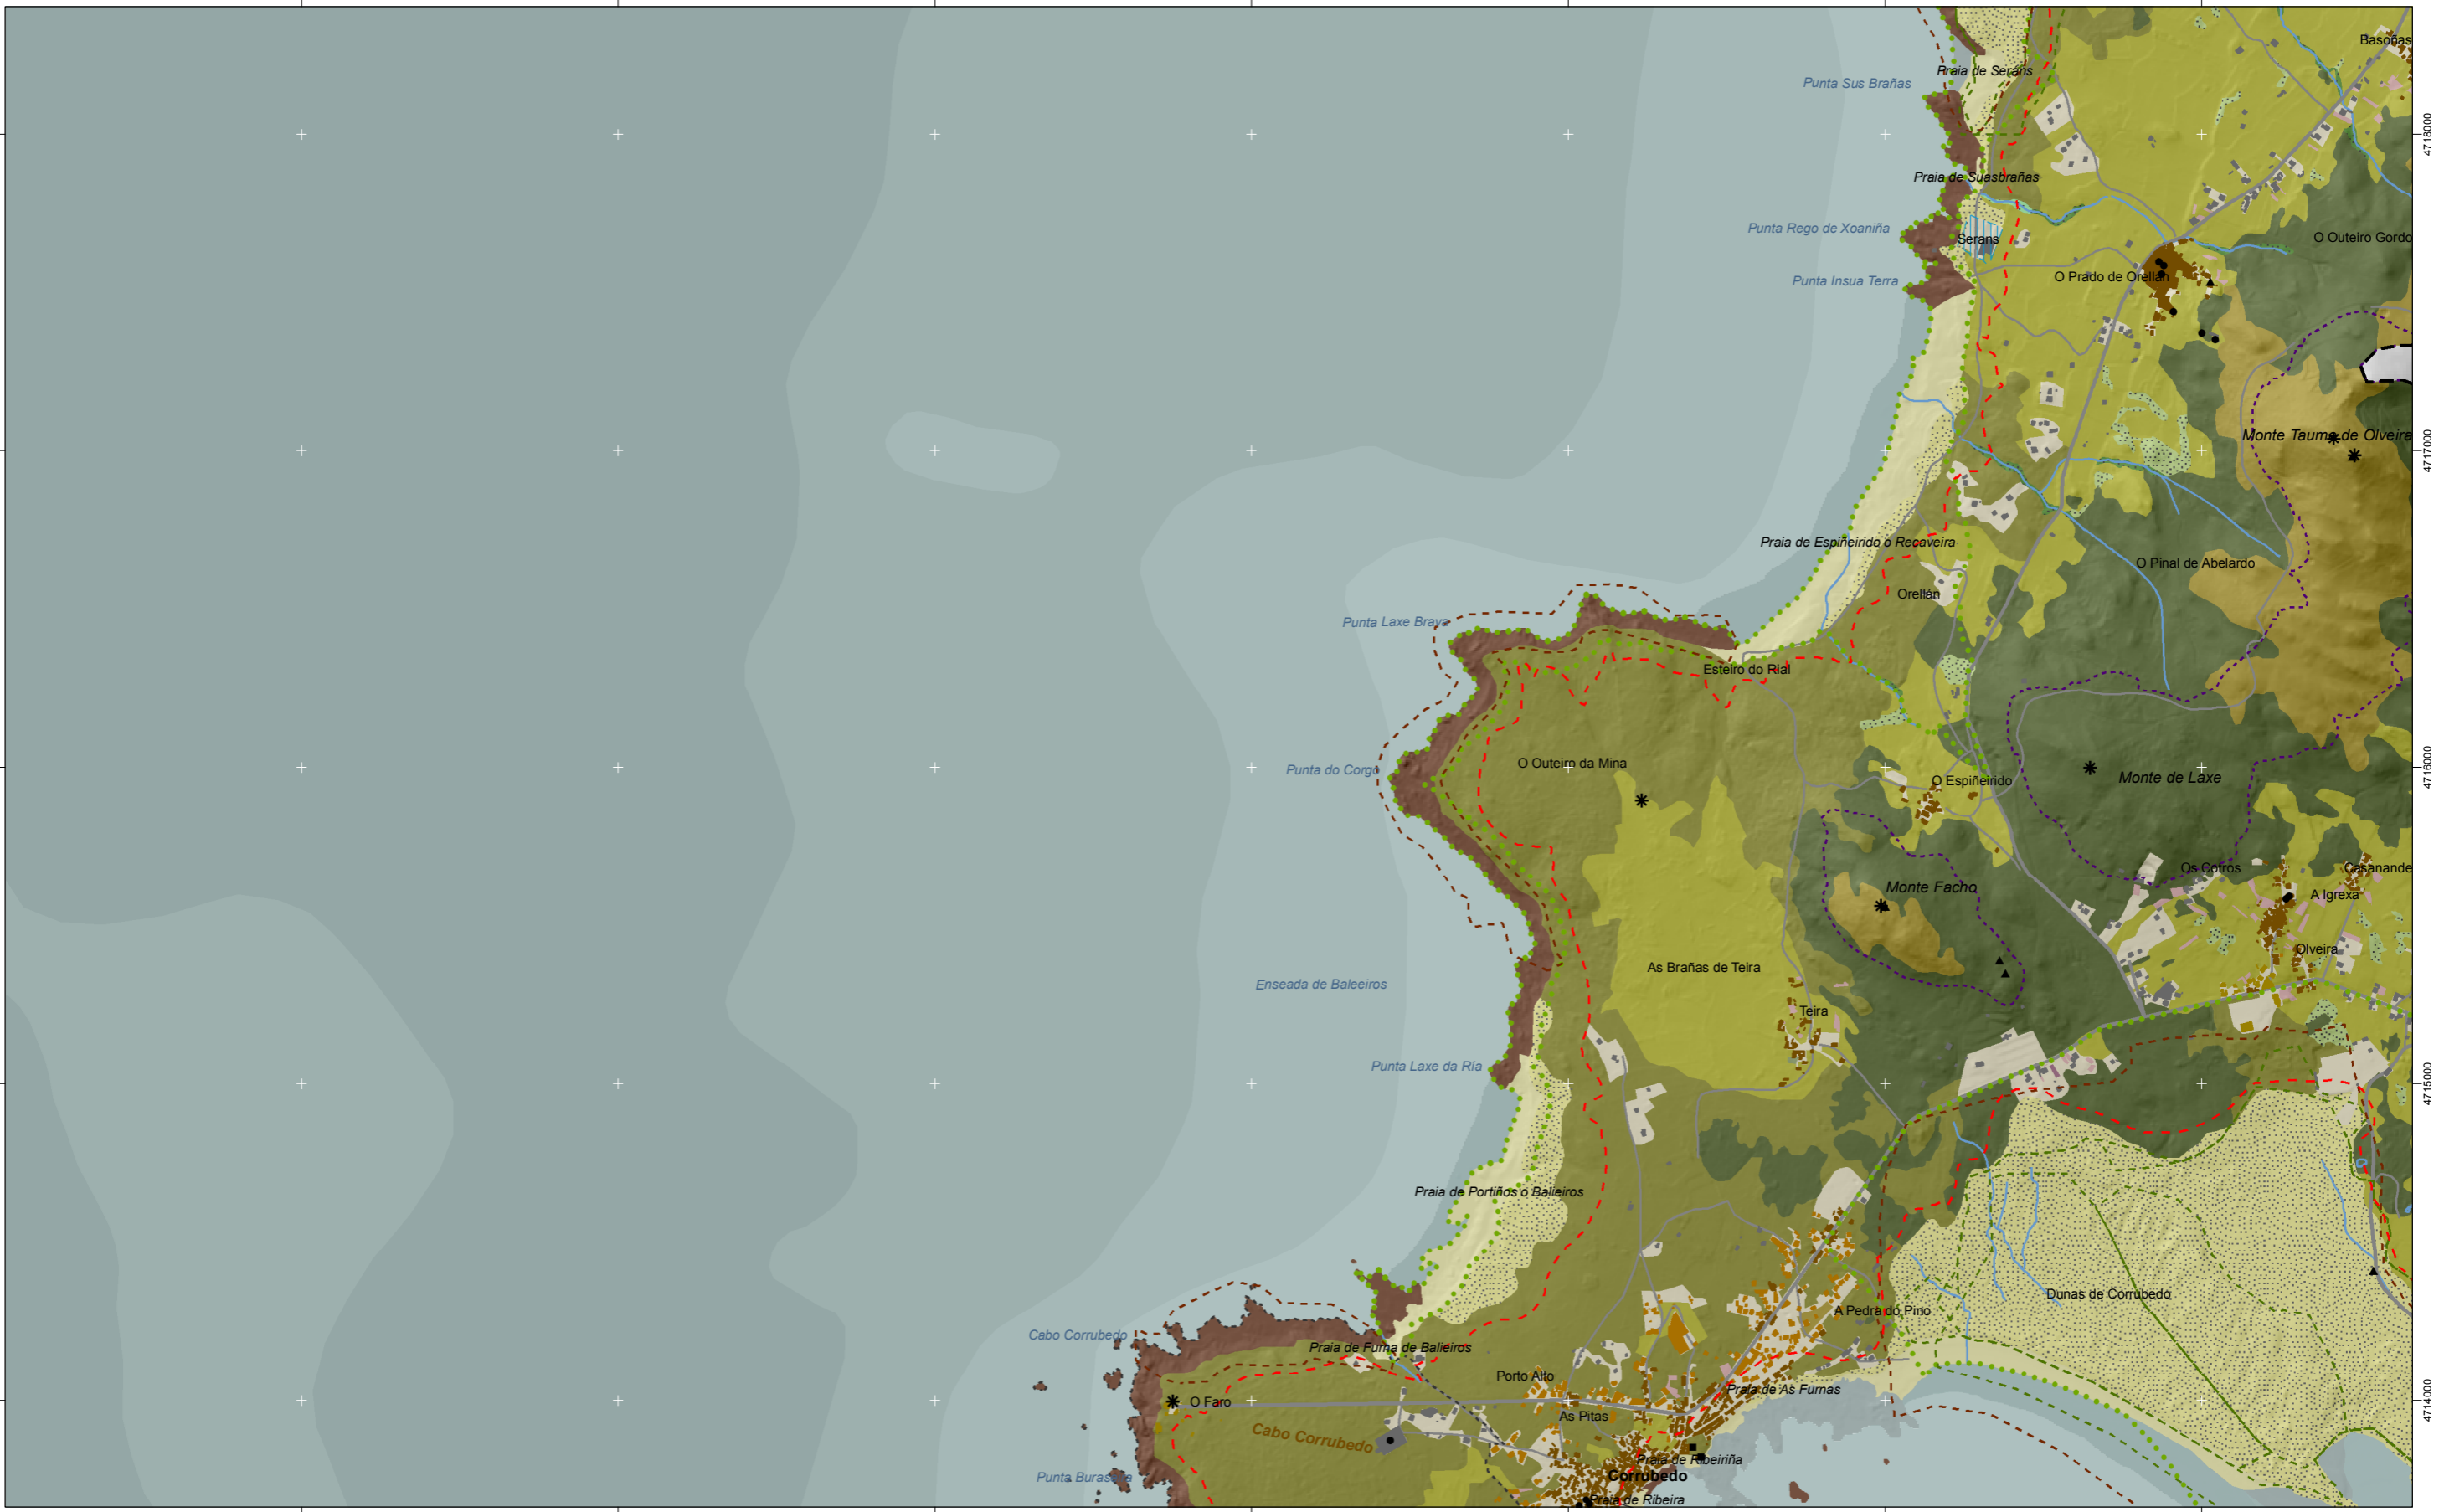 Basoñas
Praia de Seráns
Punta Sus Brañas
4718000
Praia de Suasbrañas
Punta Rego de Xoaniña
Serans
O Outeiro Gordo
O Prado de Orellán
Punta Insua Terra
Monte Tauma de Olveira
4717000
Praia de Espiñeirido o Recaveira
O Pinal de Abelardo
Orellán
Punta Laxe Brava
Esteiro do Rial
O Outeiro da Mina
Punta do Corgo
Monte de Laxe
O Espiñeirido
4716000
Os Cotros
Casanande
Monte Facho
A Igrexa
Olveira
As Brañas de Teira
Enseada de Baleeiros
Teira
Punta Laxe da Ría
4715000
Praia de Portiños o Balieiros
Dunas de Corrubedo
A Pedra do Pino
Cabo Corrubedo
Praia de Furna de Balieiros
Porto Alto
Praia de As Furnas
O Faro
As Pitas
4714000
Cabo Corrubedo
Praia de Ribeiriña
Corrubedo
Praia de Ribeira